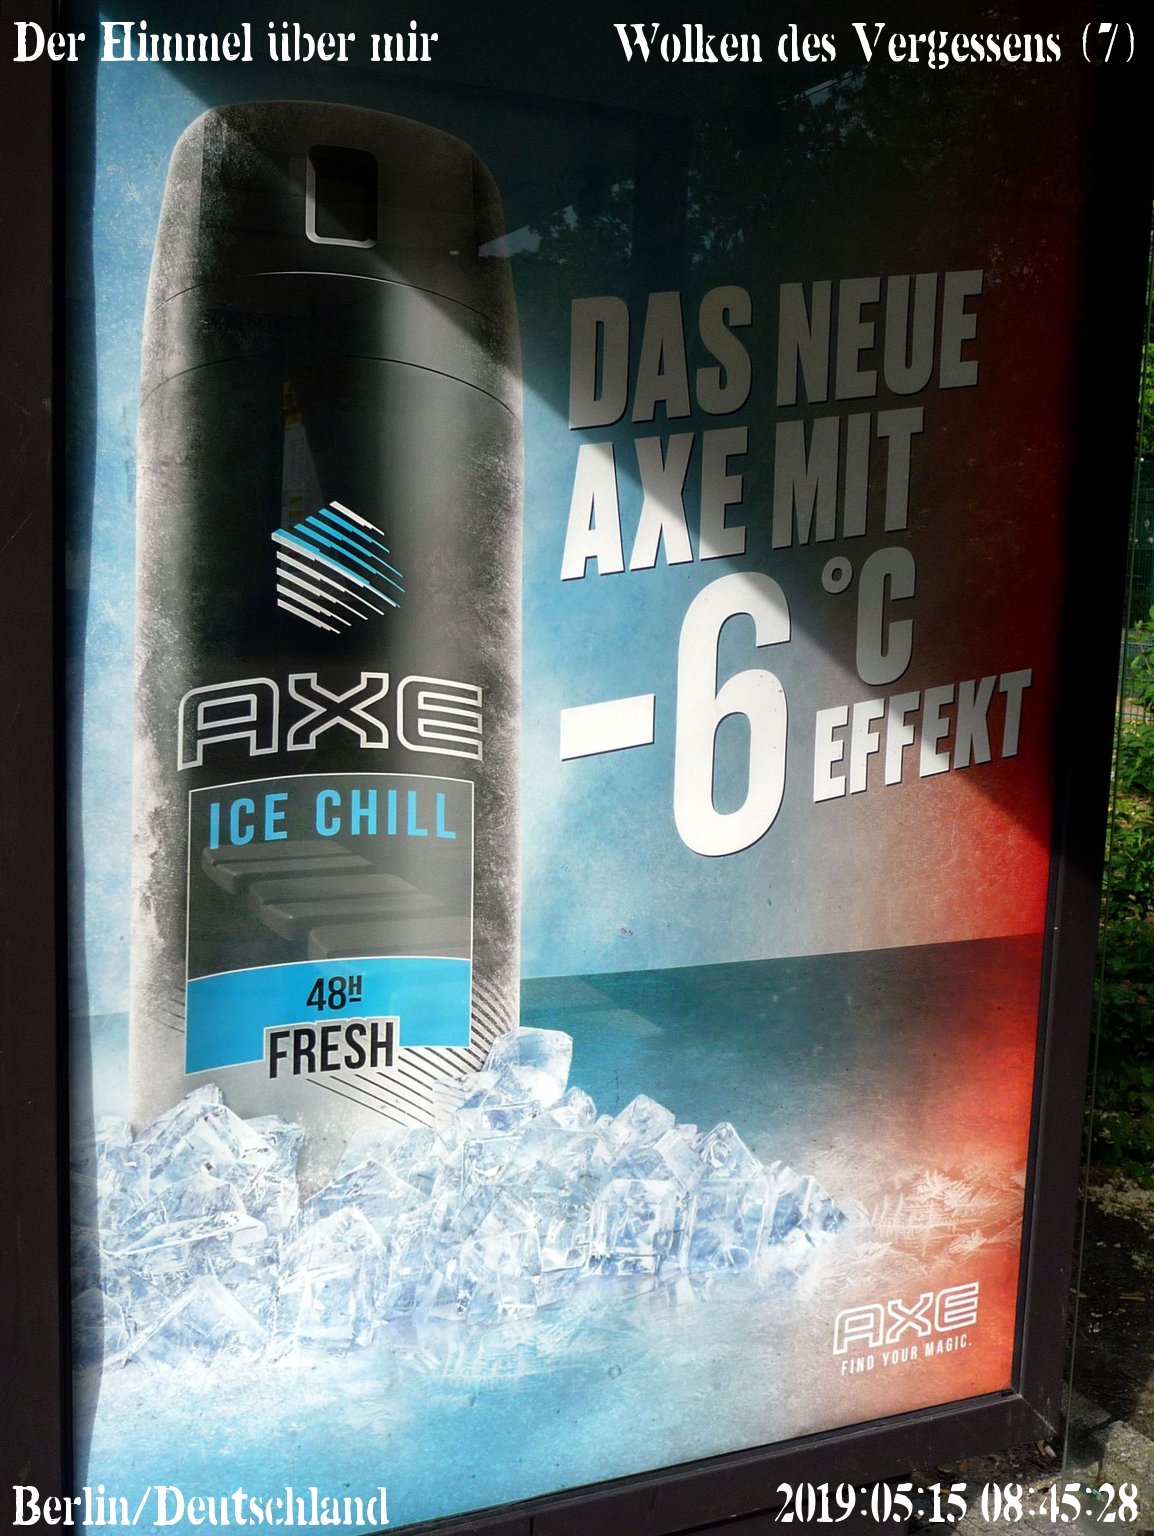 Der Himmel über mir
Wolken des Vergessens (7)
DAS NEUE
AXE MIT
-6°C
EFFEKT
AXE
ICE CHILL
48H
FRESH
AXE
FIND YOUR MAGIC.
Berlin/Deutschland
2019:05:15 08:45:28